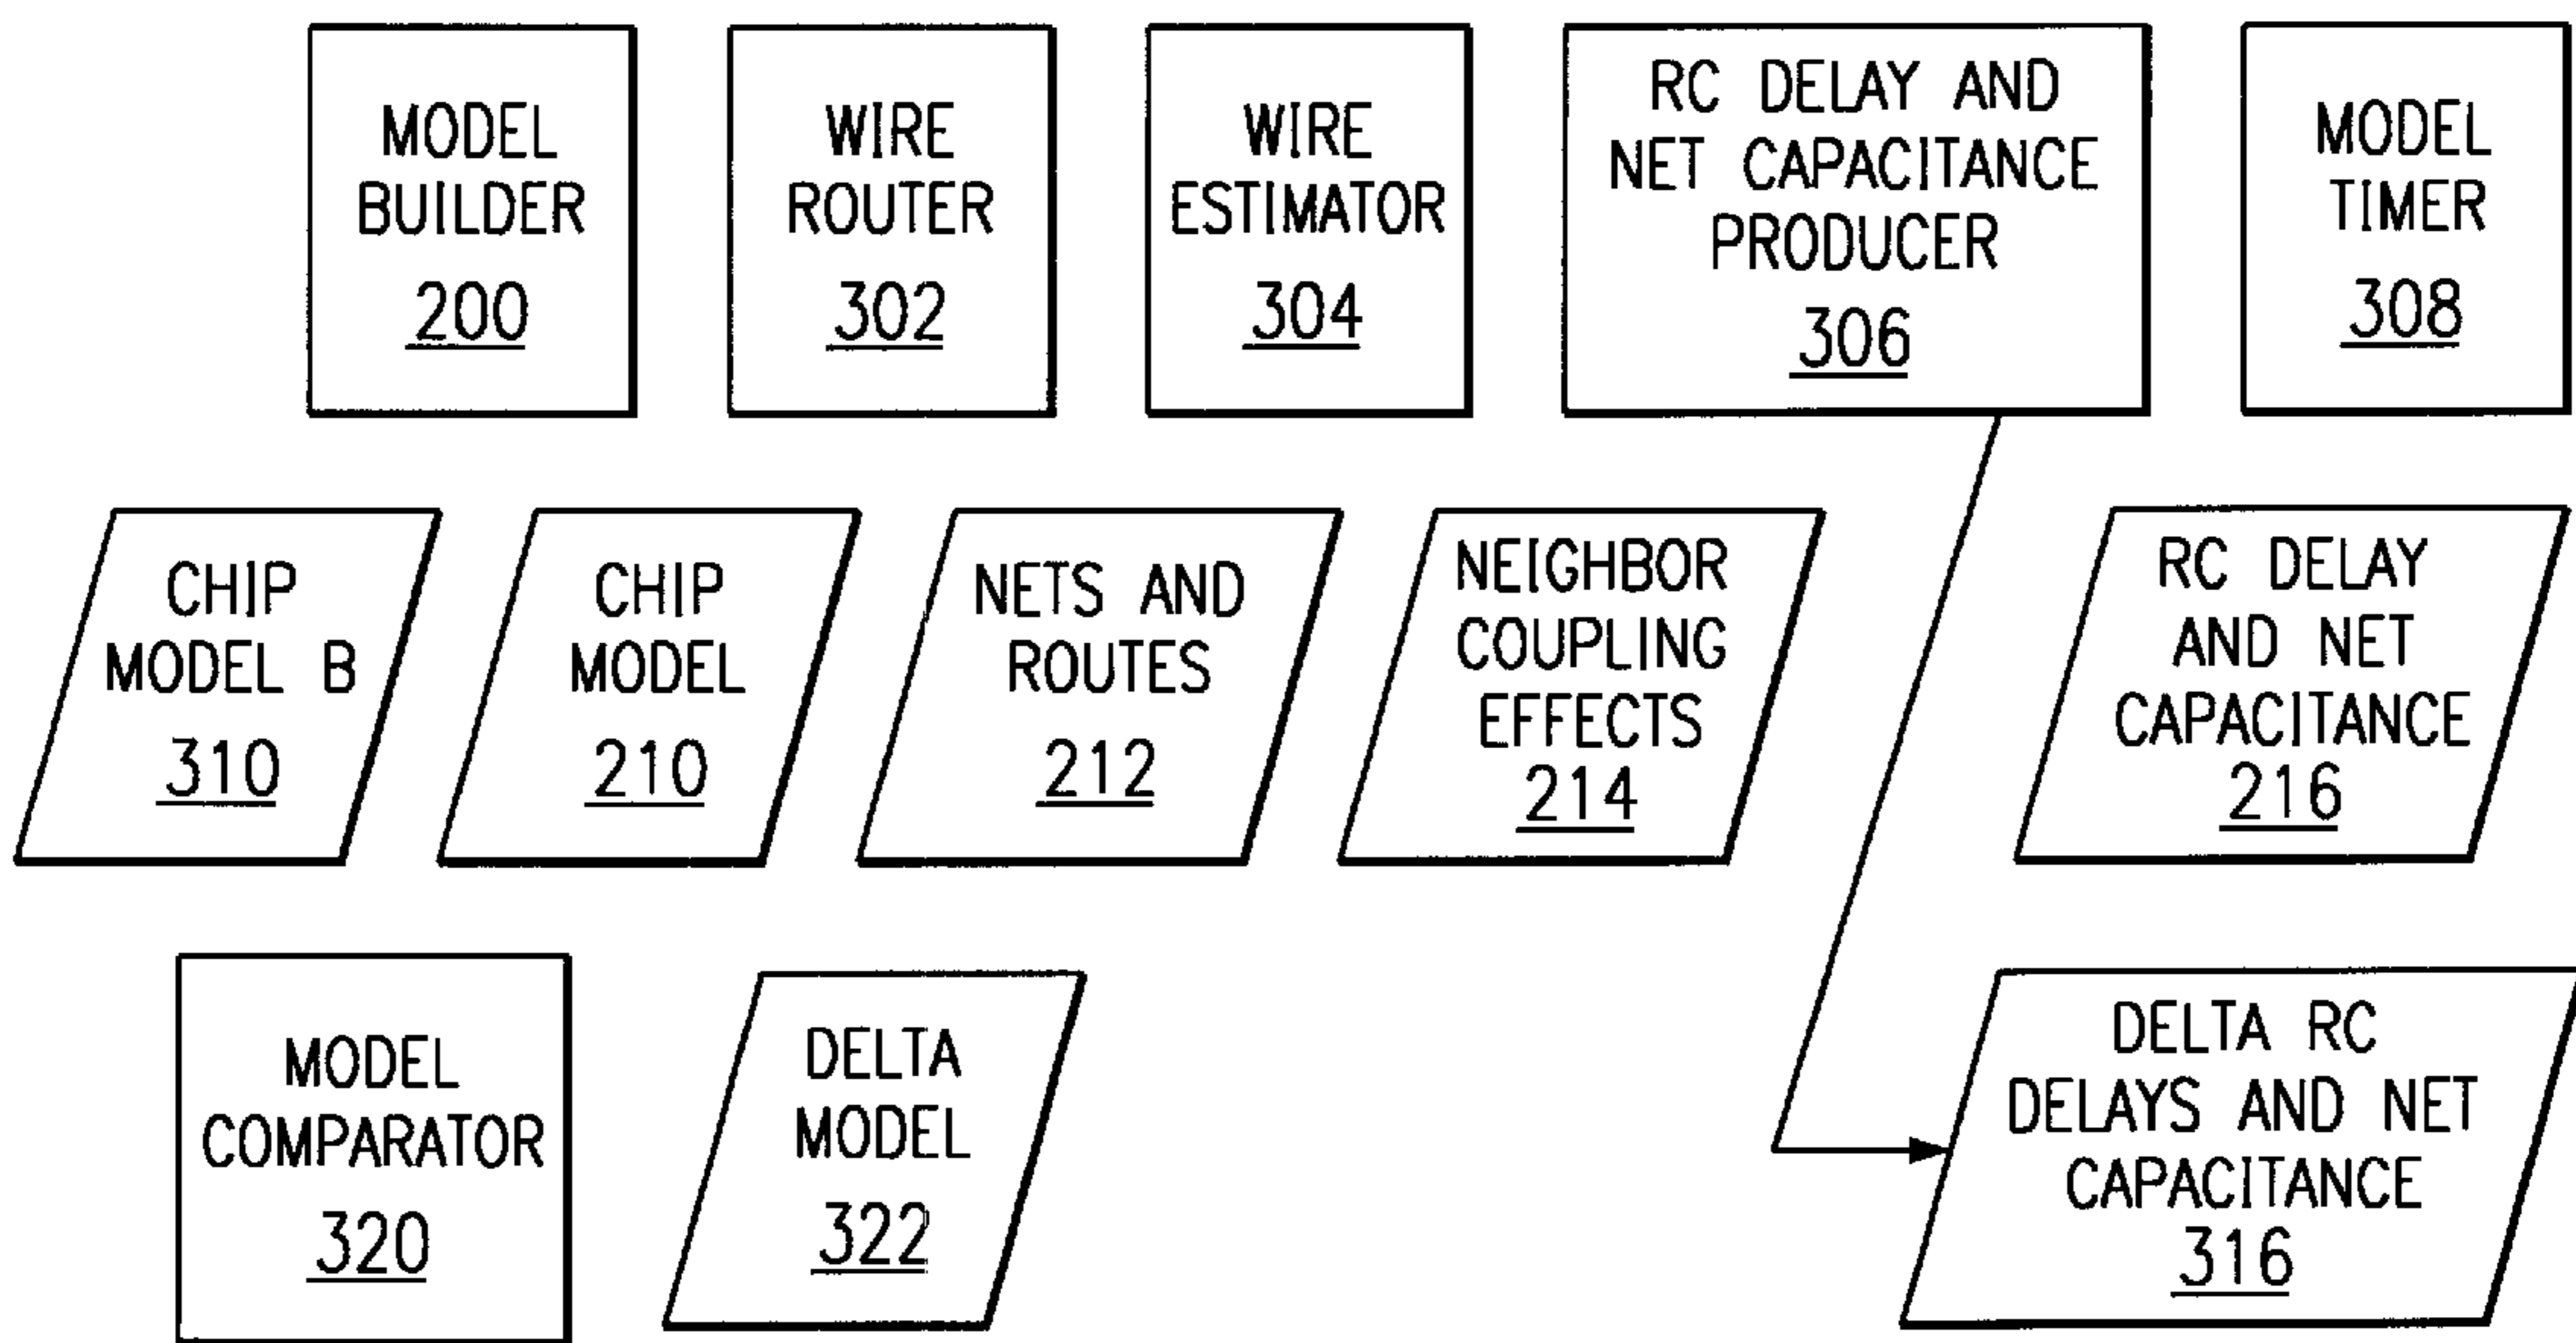 MODEL
BUILDER
200
WIRE
ROUTER
302
WIRE
ESTIMATOR
304
RC DELAY AND
NET CAPACITANCE
PRODUCER
306
MODEL
TIMER
308
CHIP
MODEL B
310
CHIP
MODEL
210
NETS AND
ROUTES
212
NEIGHBOR
COUPLING
EFFECTS
214
RC DELAY
AND NET
CAPACITANCE
216
MODEL
COMPARATOR
320
DELTA
MODEL
322
DELTA RC
DELAYS AND NET
CAPACITANCE
316